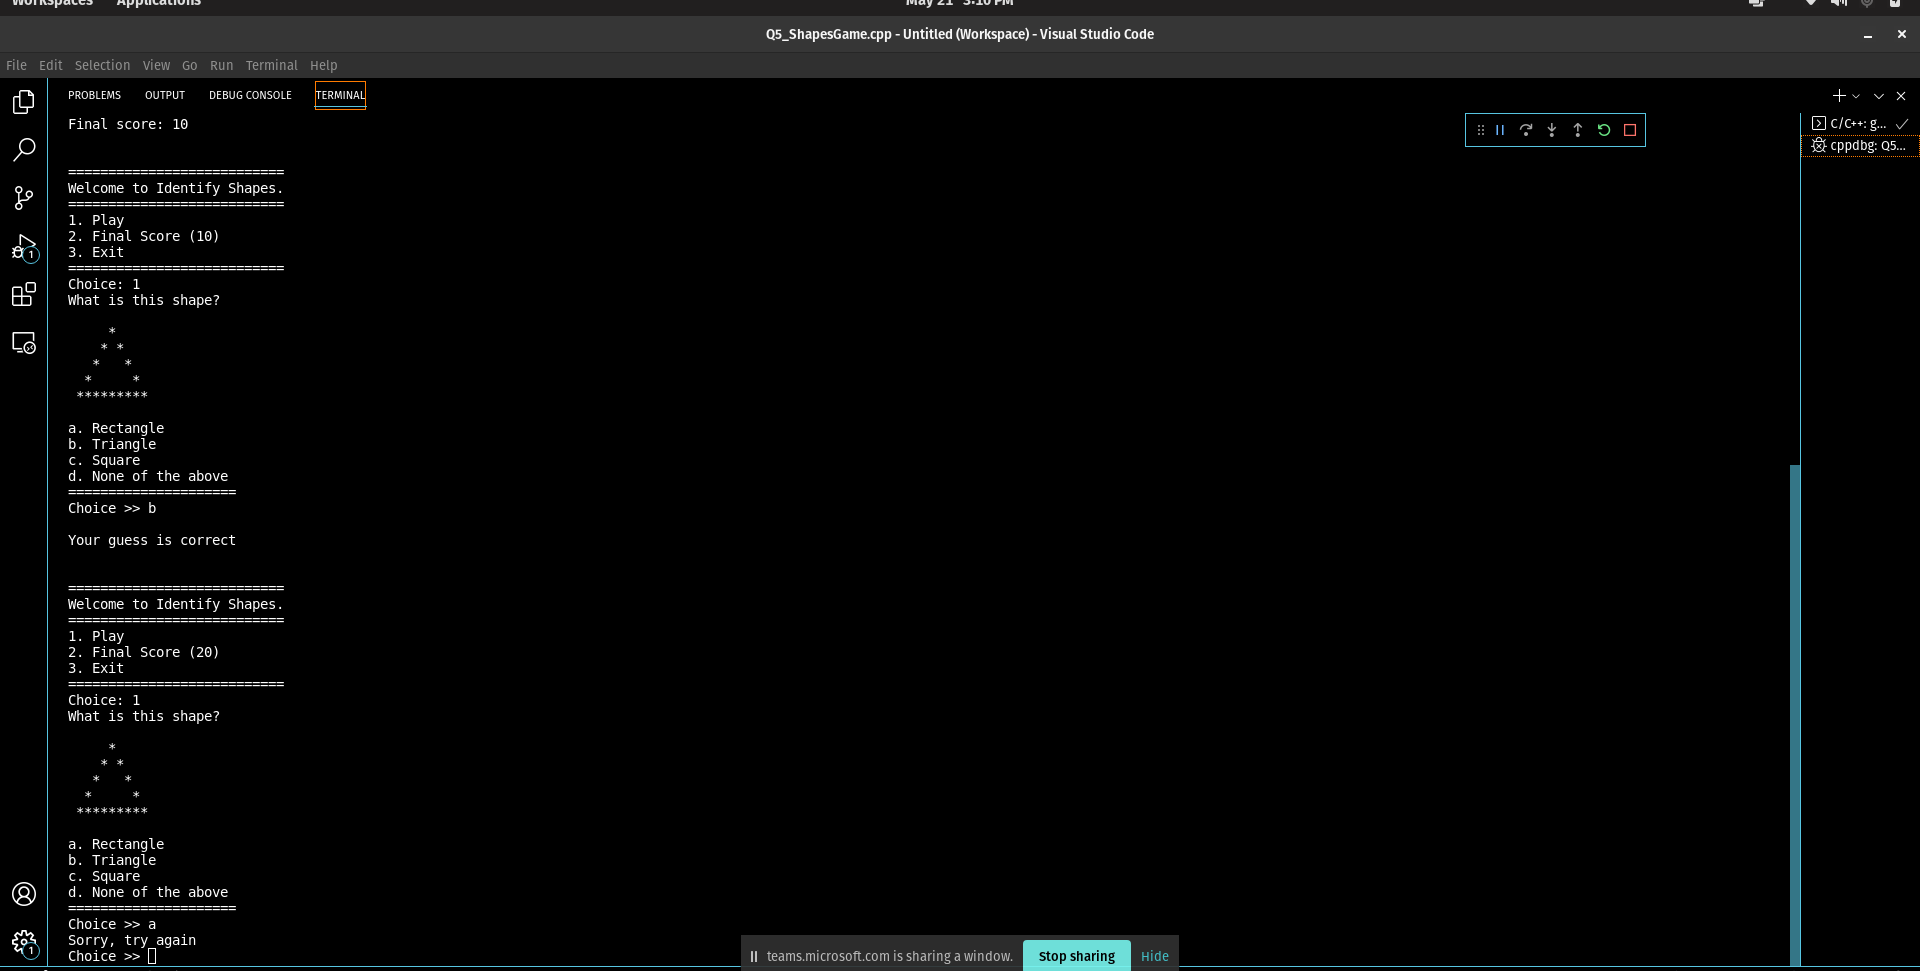 Workspaces Applications May 21 3:10 PM
Q5_ShapesGame.cpp - Untitled (Workspace) - Visual Studio Code
File Edit Selection View Go Run Terminal Help
PROBLEMS OUTPUT DEBUG CONSOLE TERMINAL
C/C++: g...
cppdbg: Q5...
Final score: 10
===========================
Welcome to Identify Shapes.
===========================
1. Play
2. Final Score (10)
3. Exit
===========================
Choice: 1
What is this shape?
     *
    * *
   *   *
  *     *
 *********
a. Rectangle
b. Triangle
c. Square
d. None of the above
=====================
Choice >> b
Your guess is correct
===========================
Welcome to Identify Shapes.
===========================
1. Play
2. Final Score (20)
3. Exit
===========================
Choice: 1
What is this shape?
     *
    * *
   *   *
  *     *
 *********
a. Rectangle
b. Triangle
c. Square
d. None of the above
=====================
Choice >> a
Sorry, try again
Choice >>
1
1
teams.microsoft.com is sharing a window. Stop sharing Hide